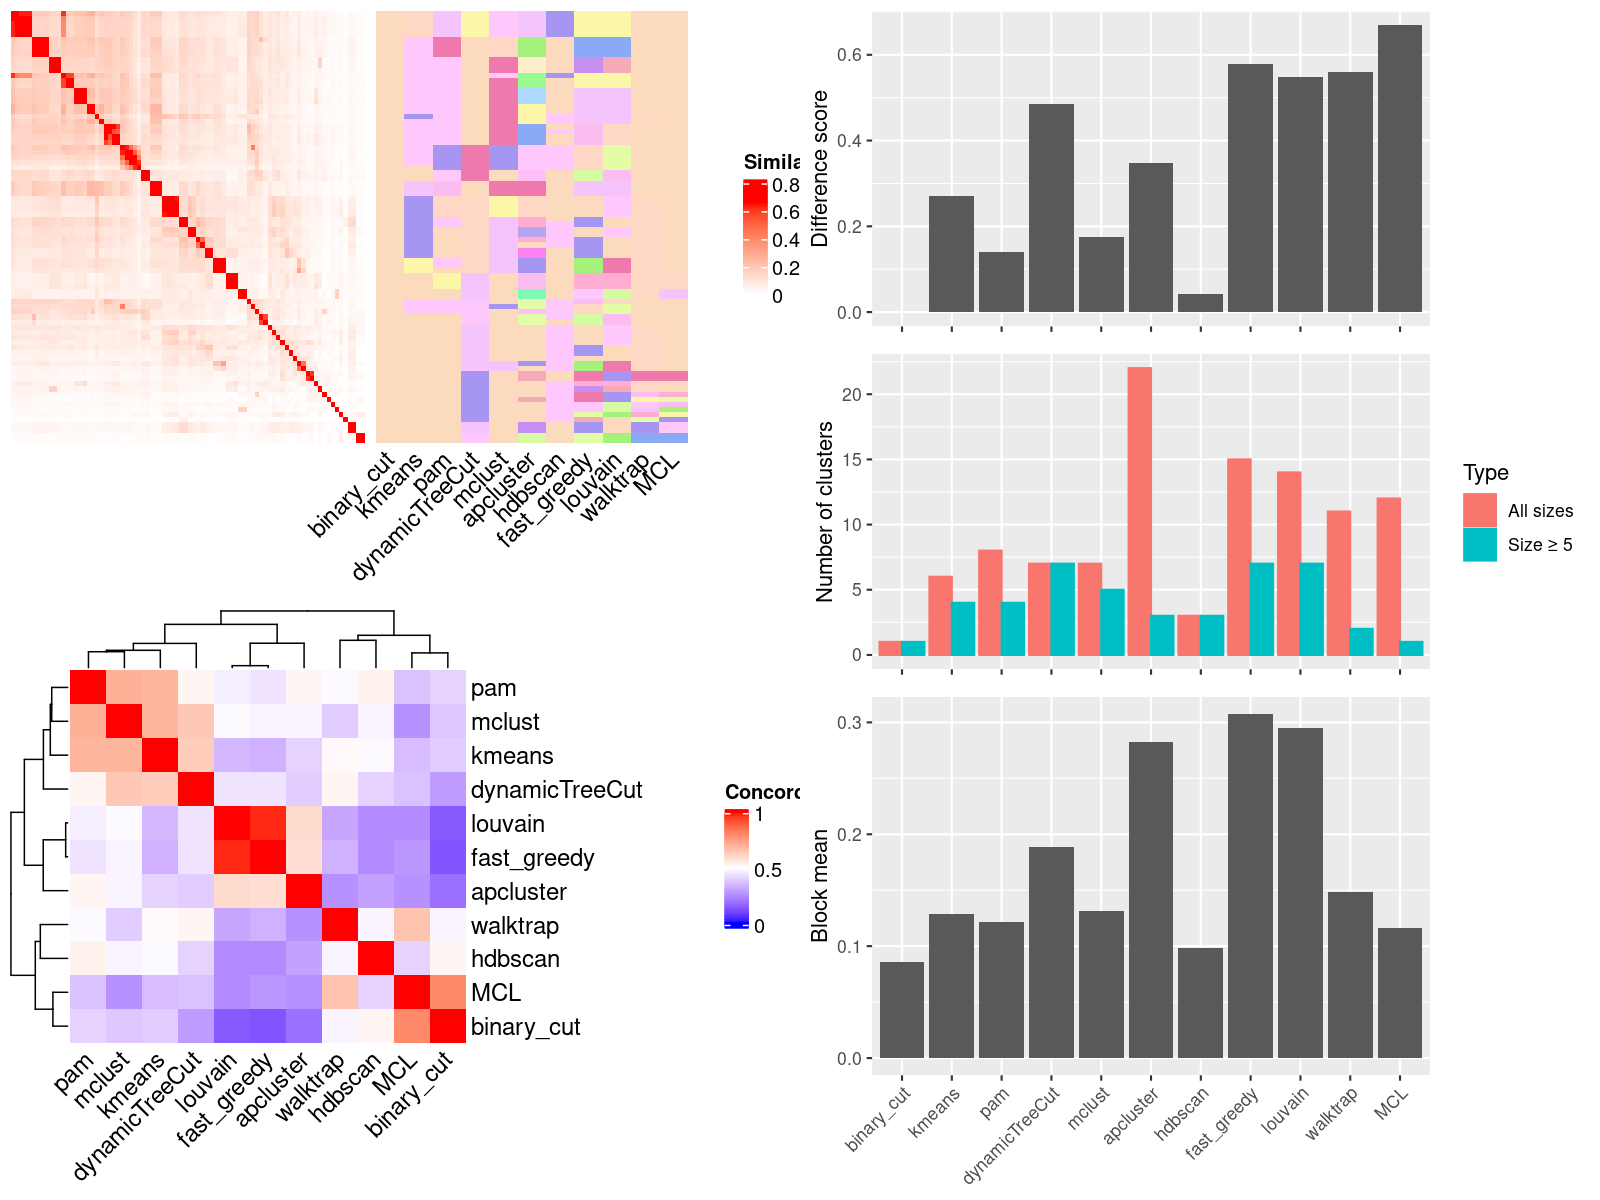 Simila
0.8
0.6
0.4
0.2
0
binary_cut
kmeans
pam
dynamicTreeCut
mclust
apcluster
hdbscan
fast_greedy
louvain
walktrap
MCL
pam
mclust
kmeans
dynamicTreeCut
louvain
fast_greedy
apcluster
walktrap
hdbscan
MCL
binary_cut
pam
mclust
kmeans
dynamicTreeCut
louvain
fast_greedy
apcluster
walktrap
hdbscan
MCL
binary_cut
Concord
1
0.5
0
Difference score
0.6
0.4
0.2
0.0
Number of clusters
20
15
10
5
0
Type
All sizes
Size ≥ 5
Block mean
0.3
0.2
0.1
0.0
binary_cut
kmeans
pam
dynamicTreeCut
mclust
apcluster
hdbscan
fast_greedy
louvain
walktrap
MCL